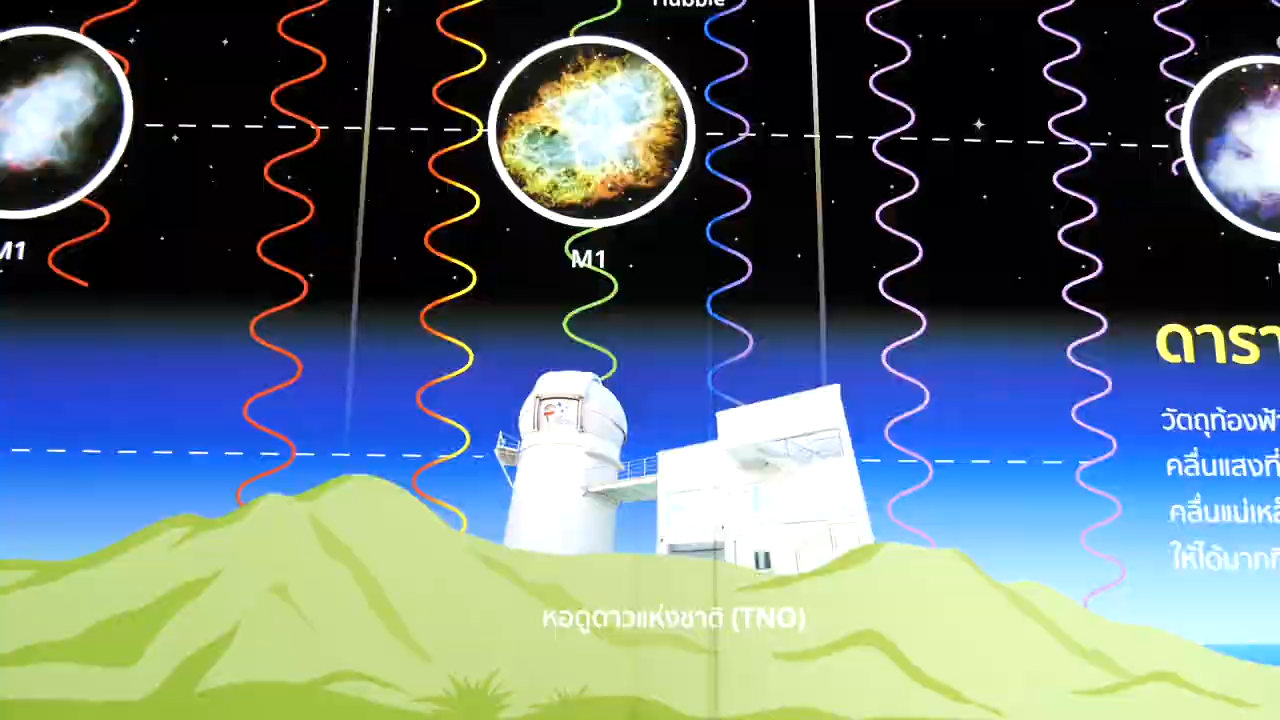 Hubble
M1
M1
ดารา
วัตถุท้องฟ้า
คลื่นแสงที่
คลื่นแม่เหล็
ให้ได้มากที
หอดูดาวแห่งชาติ (TNO)